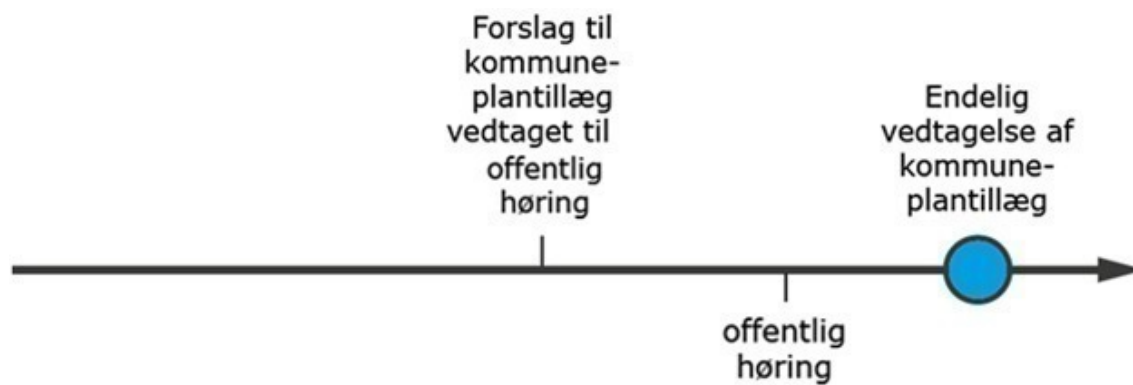 Forslag til
kommune-
plantillæg
vedtaget til
offentlig
høring
Endelig
vedtagelse af
kommune-
plantillæg
offentlig
høring